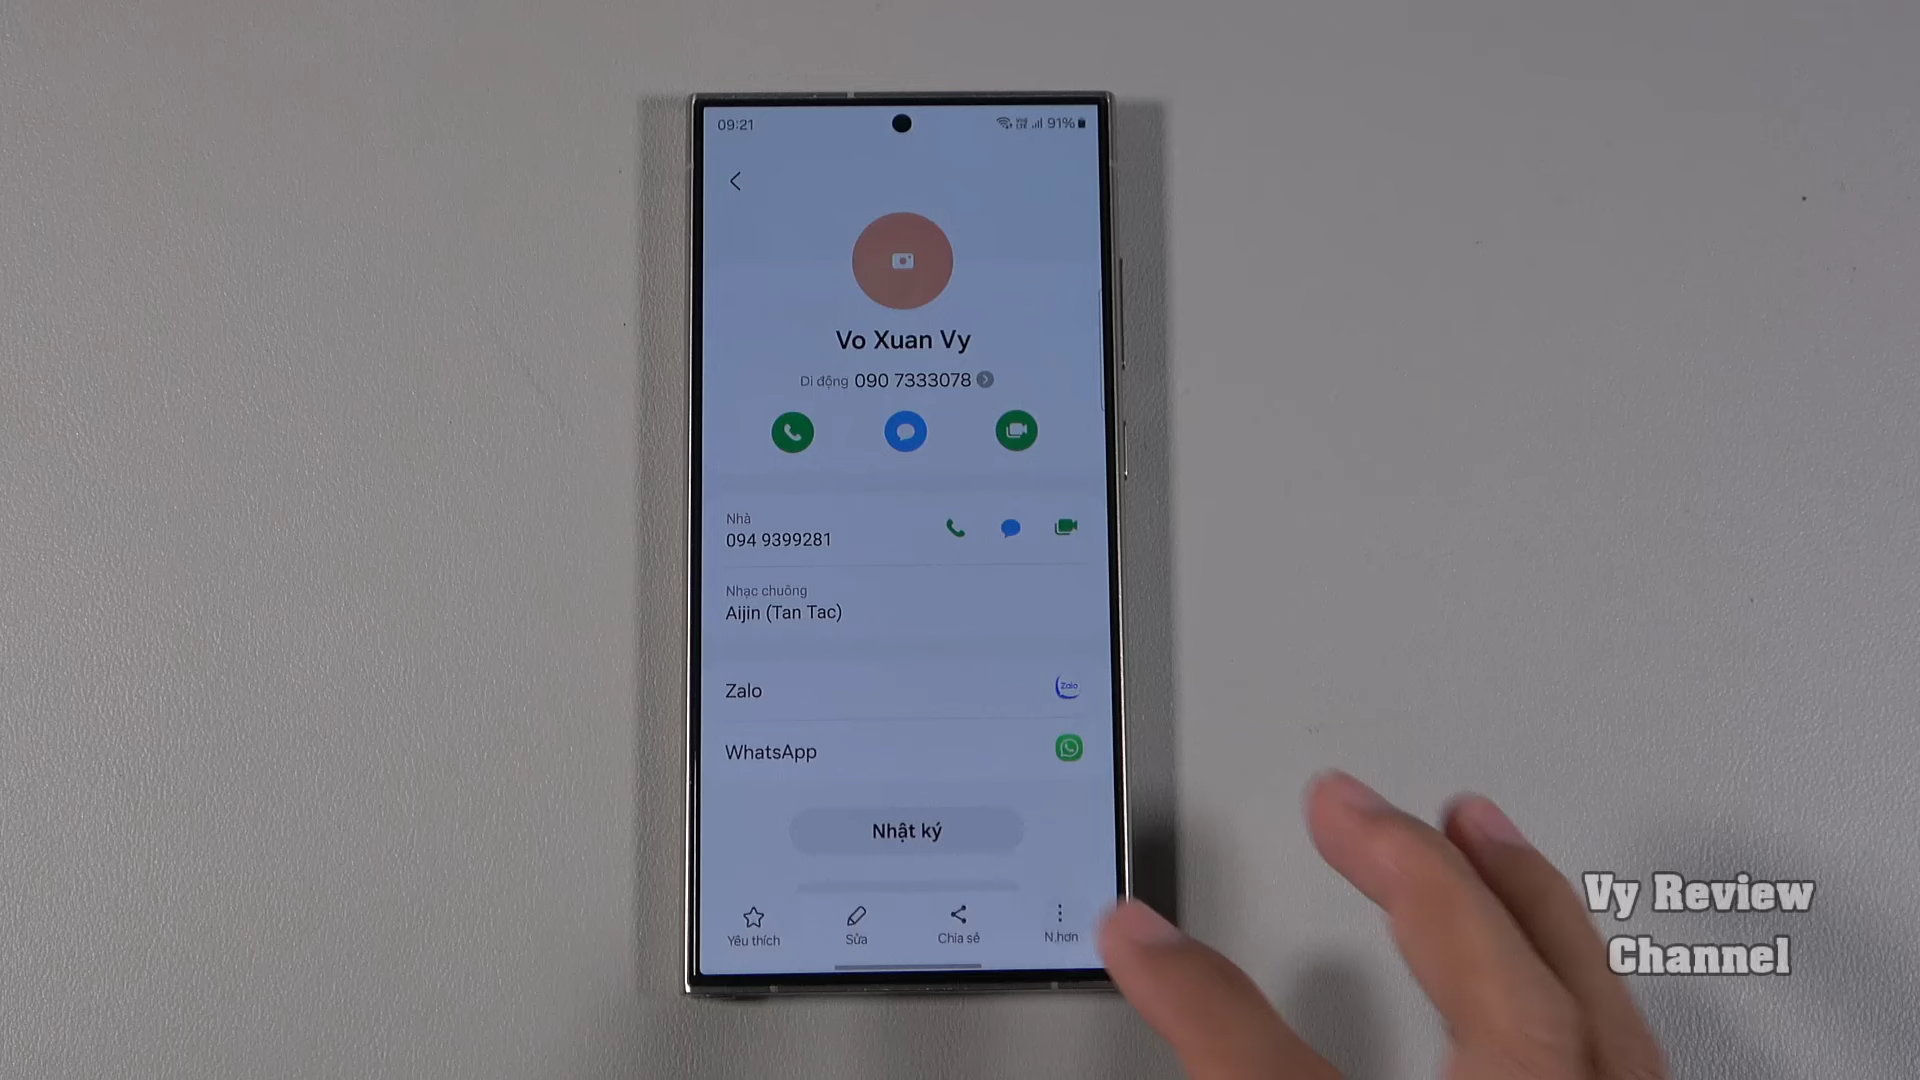 09:21
91%
Vo Xuan Vy
Di động 090 7333078
Nhà
094 9399281
Nhạc chuông
Aijin (Tan Tac)
Zalo
Zalo
WhatsApp
Nhật ký
Yêu thích
Sửa
Chia sẻ
N.hơn
Vy Review
Channel